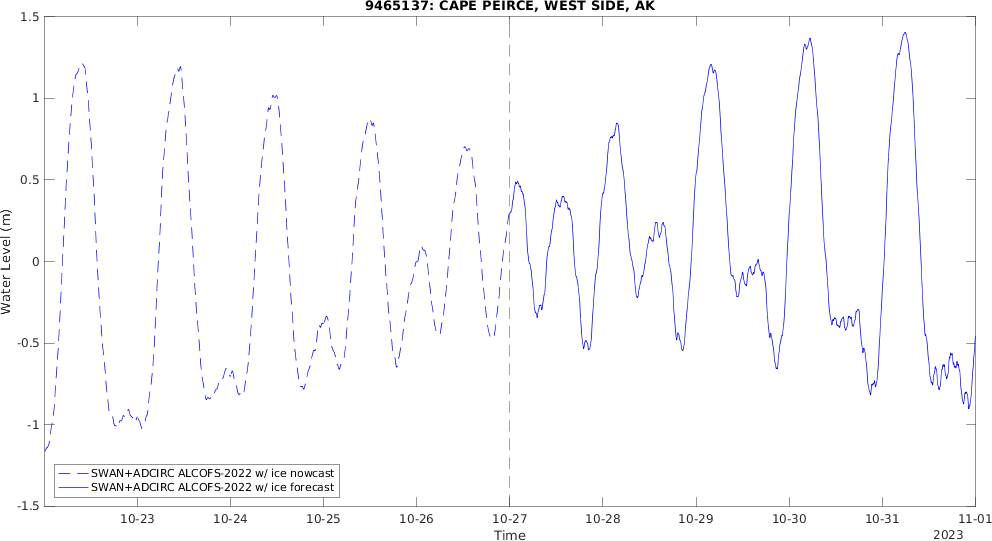 9465137: CAPE PEIRCE, WEST SIDE, AK
1.5
1
0.5
0
-0.5
-1
-1.5
Water Level (m)
SWAN+ADCIRC ALCOFS-2022 w/ ice nowcast
SWAN+ADCIRC ALCOFS-2022 w/ ice forecast
10-23 10-24 10-25 10-26 10-27 10-28 10-29 10-30 10-31 11-01
Time
2023